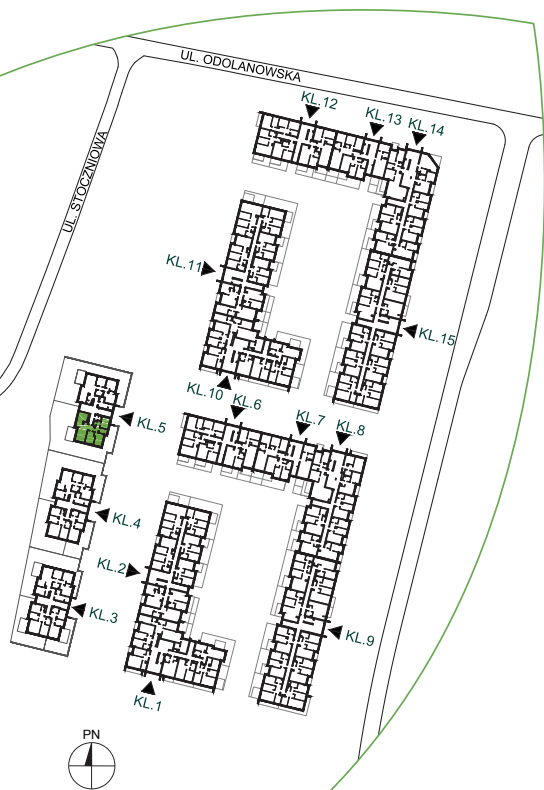 UL. ODOLANOWSKA
UL. STOCZNIOWA
KL.12
KL.13
KL.14
KL.11
KL.15
KL.10
KL.6
KL.7
KL.8
KL.5
KL.4
KL.2
KL.3
KL.9
KL.1
PN